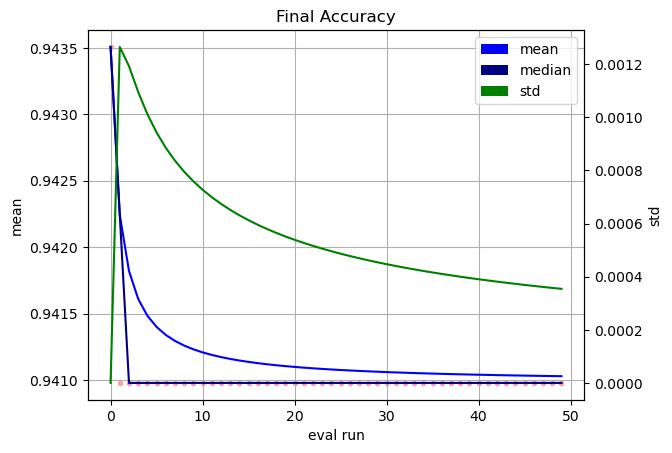 Final Accuracy
mean
median
std
0.9435
0.9430
0.9425
0.9420
0.9415
0.9410
mean
0.0012
0.0010
0.0008
0.0006
0.0004
0.0002
0.0000
std
0 10 20 30 40 50
eval run